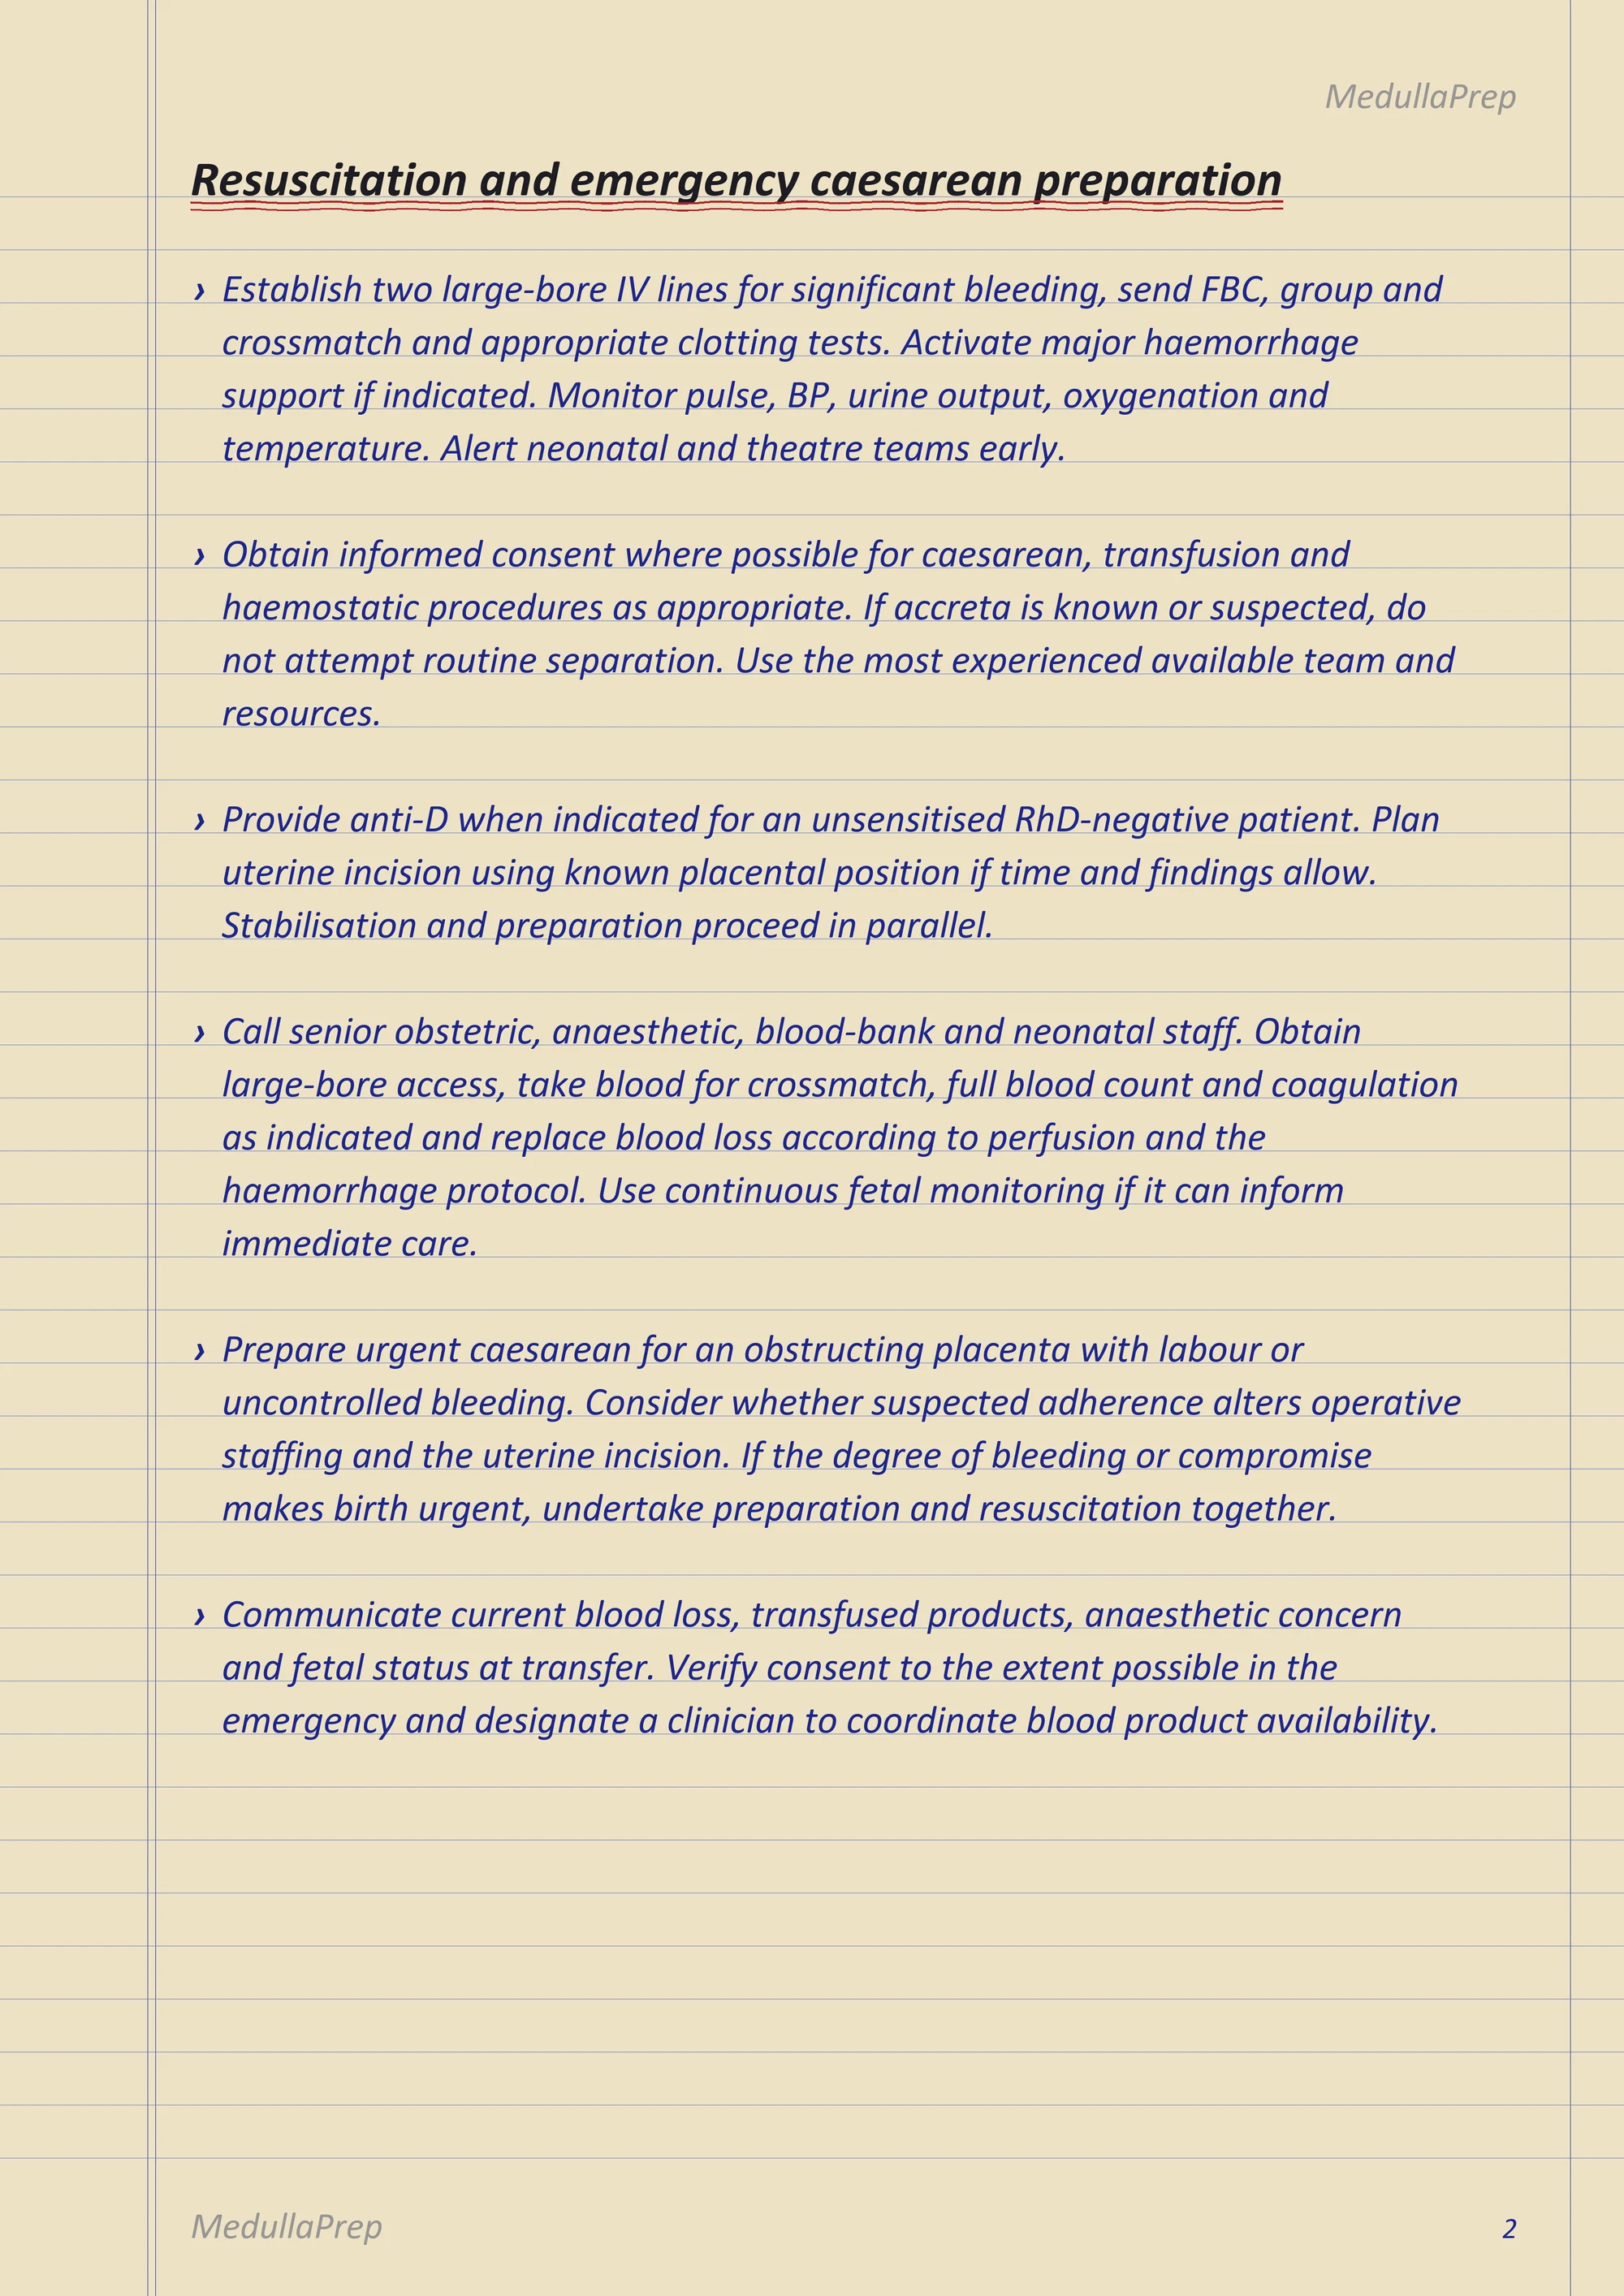 MedullaPrep
Resuscitation and emergency caesarean preparation
› Establish two large-bore IV lines for significant bleeding, send FBC, group and
crossmatch and appropriate clotting tests. Activate major haemorrhage
support if indicated. Monitor pulse, BP, urine output, oxygenation and
temperature. Alert neonatal and theatre teams early.
› Obtain informed consent where possible for caesarean, transfusion and
haemostatic procedures as appropriate. If accreta is known or suspected, do
not attempt routine separation. Use the most experienced available team and
resources.
› Provide anti-D when indicated for an unsensitised RhD-negative patient. Plan
uterine incision using known placental position if time and findings allow.
Stabilisation and preparation proceed in parallel.
› Call senior obstetric, anaesthetic, blood-bank and neonatal staff. Obtain
large-bore access, take blood for crossmatch, full blood count and coagulation
as indicated and replace blood loss according to perfusion and the
haemorrhage protocol. Use continuous fetal monitoring if it can inform
immediate care.
› Prepare urgent caesarean for an obstructing placenta with labour or
uncontrolled bleeding. Consider whether suspected adherence alters operative
staffing and the uterine incision. If the degree of bleeding or compromise
makes birth urgent, undertake preparation and resuscitation together.
› Communicate current blood loss, transfused products, anaesthetic concern
and fetal status at transfer. Verify consent to the extent possible in the
emergency and designate a clinician to coordinate blood product availability.
MedullaPrep
2